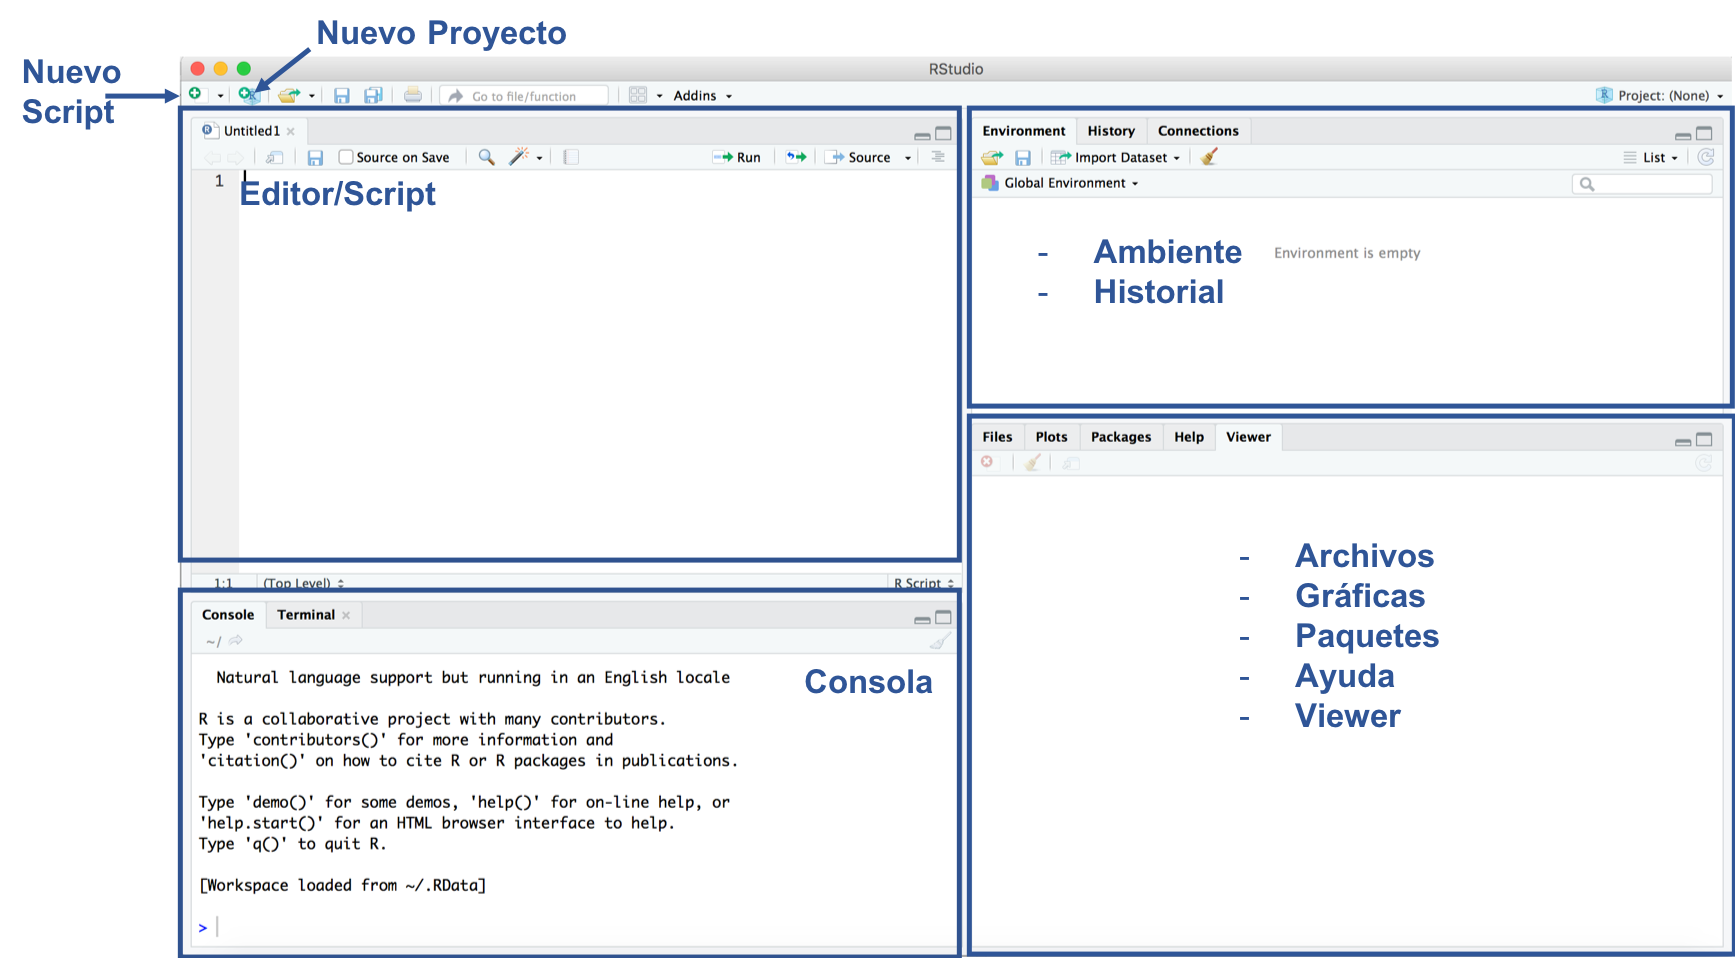 Nuevo Proyecto
Nuevo
Script
RStudio
Go to file/function
Addins
Project: (None)
Untitled1
Source on Save
Run
Source
1
Editor/Script
1:1 (Top Level) R Script
Console Terminal
~/
Natural language support but running in an English locale
Consola
R is a collaborative project with many contributors.
Type 'contributors()' for more information and
'citation()' on how to cite R or R packages in publications.
Type 'demo()' for some demos, 'help()' for on-line help, or
'help.start()' for an HTML browser interface to help.
Type 'q()' to quit R.
[Workspace loaded from ~/.RData]
>
Environment History Connections
Import Dataset List
Global Environment
- Ambiente
Environment is empty
- Historial
Files Plots Packages Help Viewer
- Archivos
- Gráficas
- Paquetes
- Ayuda
- Viewer